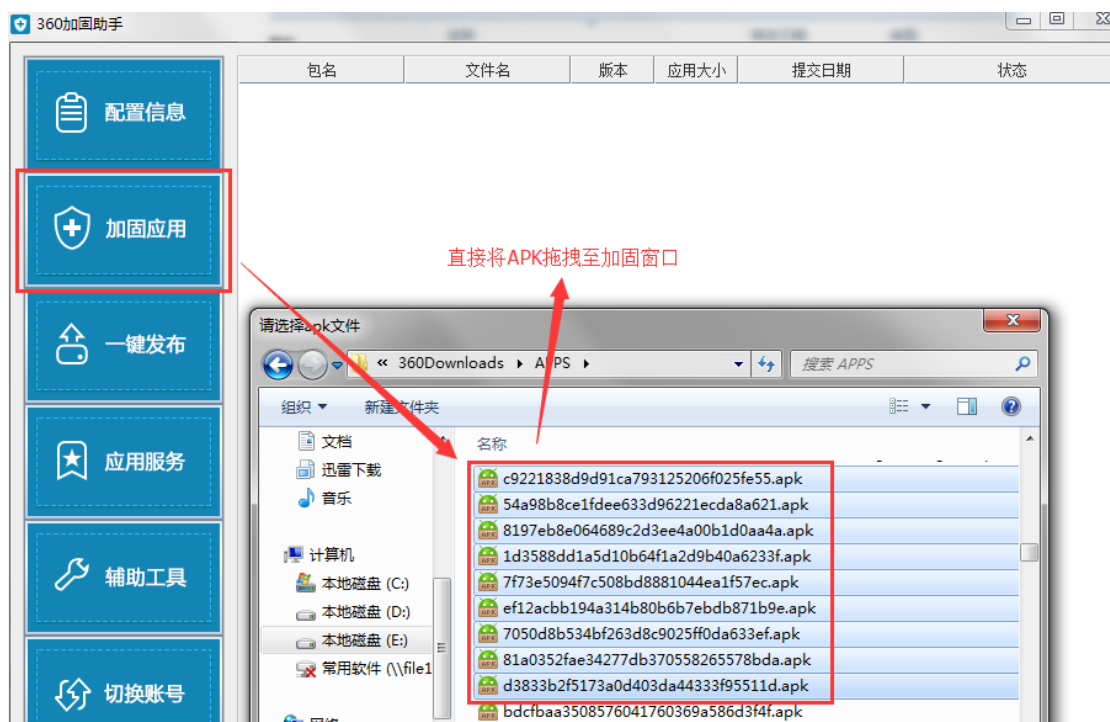 360加固助手
包名 文件名 版本 应用大小 提交日期 状态
配置信息
加固应用
一键发布
应用服务
辅助工具
切换账号
直接将APK拖拽至加固窗口
请选择apk文件
« 360Downloads ▸ APPS ▸
搜索 APPS
组织 ▼ 新建文件夹
文档
迅雷下载
音乐
计算机
本地磁盘 (C:)
本地磁盘 (D:)
本地磁盘 (E:)
常用软件 (\\file1
名称
c9221838d9d91ca793125206f025fe55.apk
54a98b8ce1fdee633d96221ecda8a621.apk
8197eb8e064689c2d3ee4a00b1d0aa4a.apk
1d3588dd1a5d10b64f1a2d9b40a6233f.apk
7f73e5094f7c508bd8881044ea1f57ec.apk
ef12acbb194a314b80b6b7ebdb871b9e.apk
7050d8b534bf263d8c9025ff0da633ef.apk
81a0352fae34277db370558265578bda.apk
d3833b2f5173a0d403da44333f95511d.apk
bdcfbaa3508576041760369a586d3f4f.apk